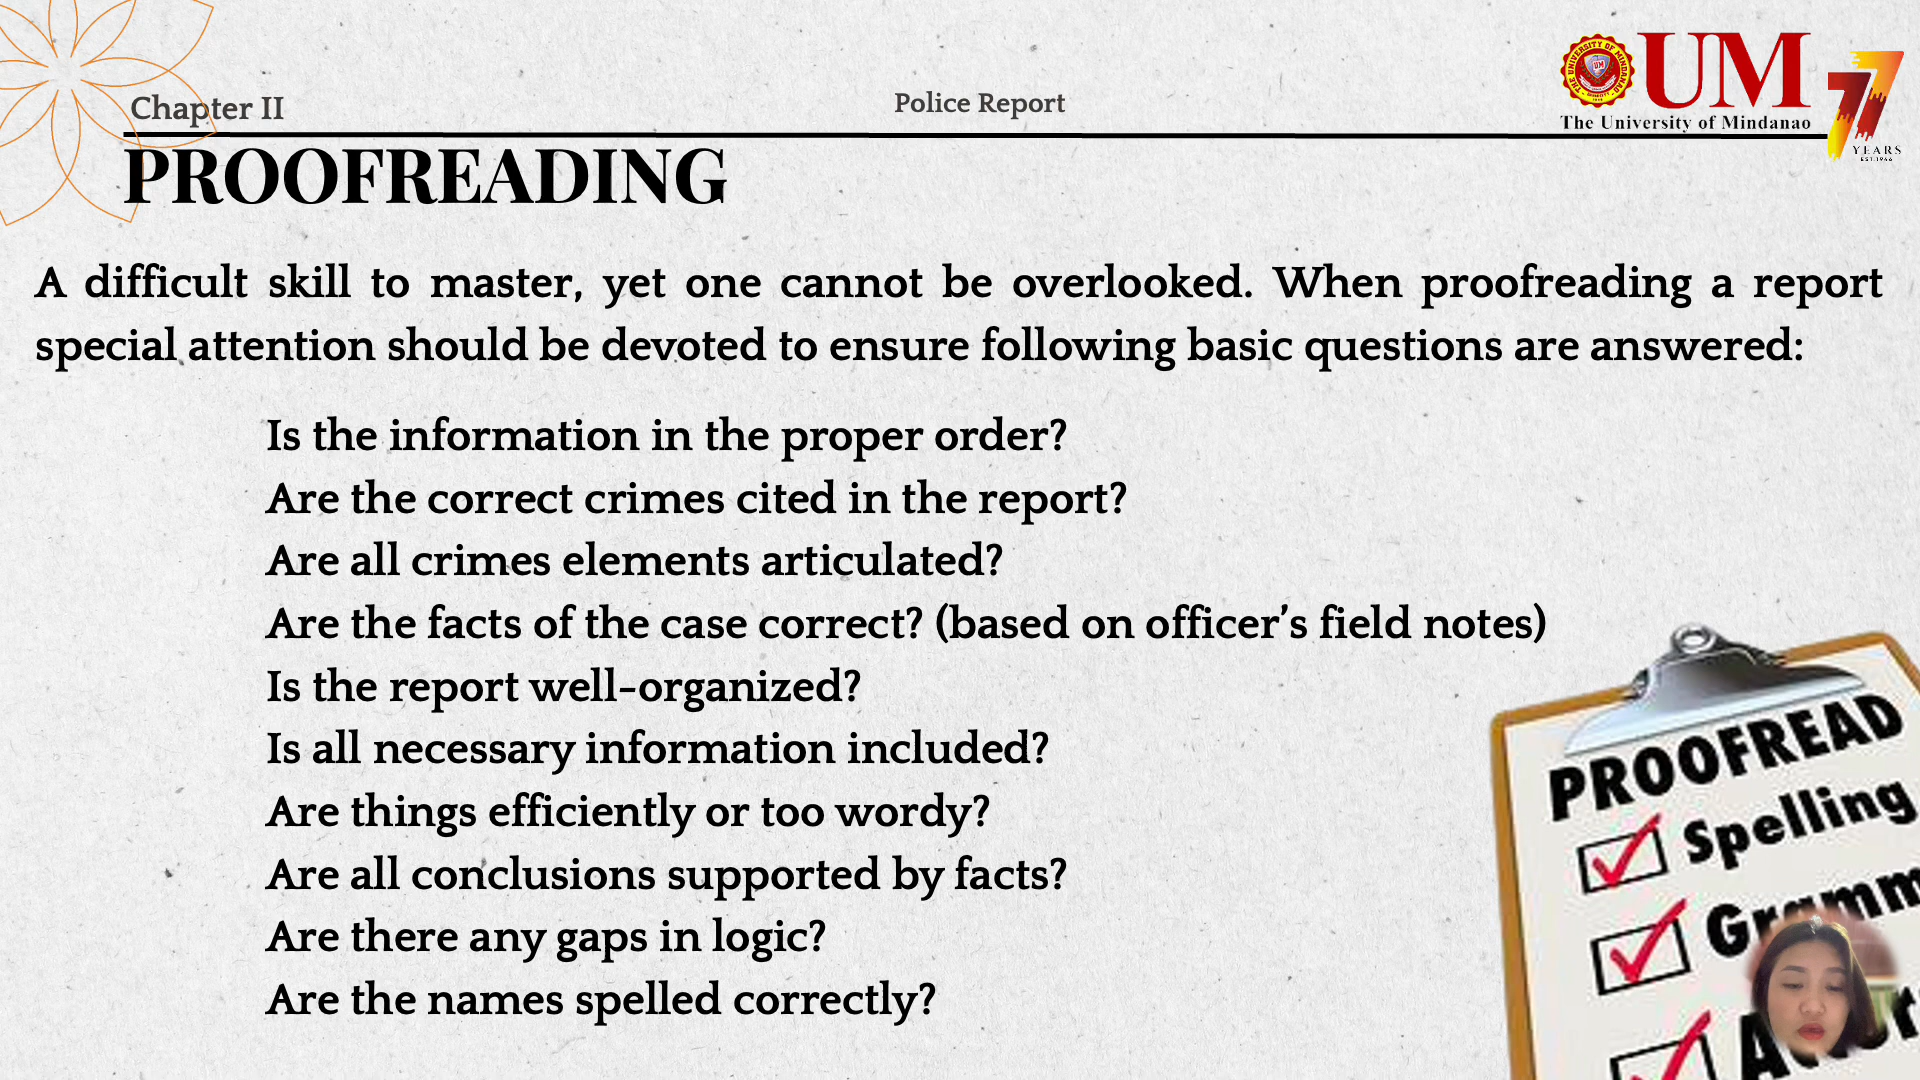 Chapter II
Police Report
UM
The University of Mindanao
77
YEARS
EST.1946
PROOFREADING
A difficult skill to master, yet one cannot be overlooked. When proofreading a report
special attention should be devoted to ensure following basic questions are answered:
Is the information in the proper order?
Are the correct crimes cited in the report?
Are all crimes elements articulated?
Are the facts of the case correct? (based on officer’s field notes)
Is the report well-organized?
Is all necessary information included?
Are things efficiently or too wordy?
Are all conclusions supported by facts?
Are there any gaps in logic?
Are the names spelled correctly?
PROOFREAD
Spelling